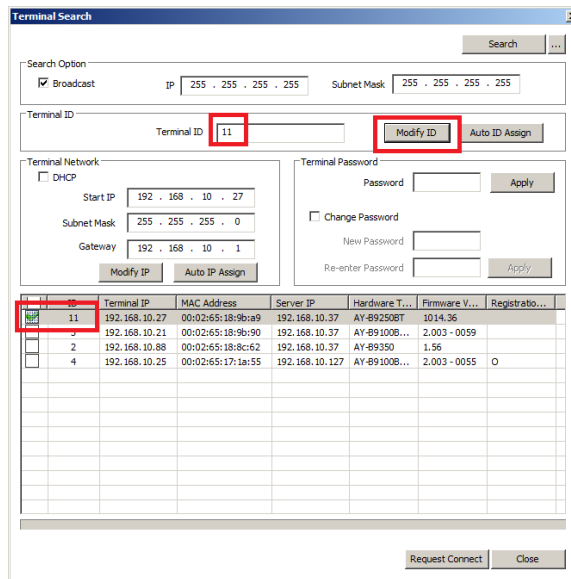 Terminal Search
Search ...
Search Option
Broadcast IP 255 . 255 . 255 . 255 Subnet Mask 255 . 255 . 255 . 255
Terminal ID
Terminal ID 11 Modify ID Auto ID Assign
Terminal Network
DHCP
Start IP 192 . 168 . 10 . 27
Subnet Mask 255 . 255 . 255 . 0
Gateway 192 . 168 . 10 . 1
Modify IP Auto IP Assign
Terminal Password
Password Apply
Change Password
New Password
Re-enter Password Apply
ID Terminal IP MAC Address Server IP Hardware T... Firmware V... Registratio...
11 192.168.10.27 00:02:65:18:9b:a9 192.168.10.37 AY-B9250BT 1014.36
192.168.10.21 00:02:65:18:9b:90 192.168.10.37 AY-B9100B... 2.003 - 0059
2 192.168.10.88 00:02:65:18:8c:62 192.168.10.37 AY-B9350 1.56
4 192.168.10.25 00:02:65:17:1a:55 192.168.10.127 AY-B9100B... 2.003 - 0055 O
Request Connect Close